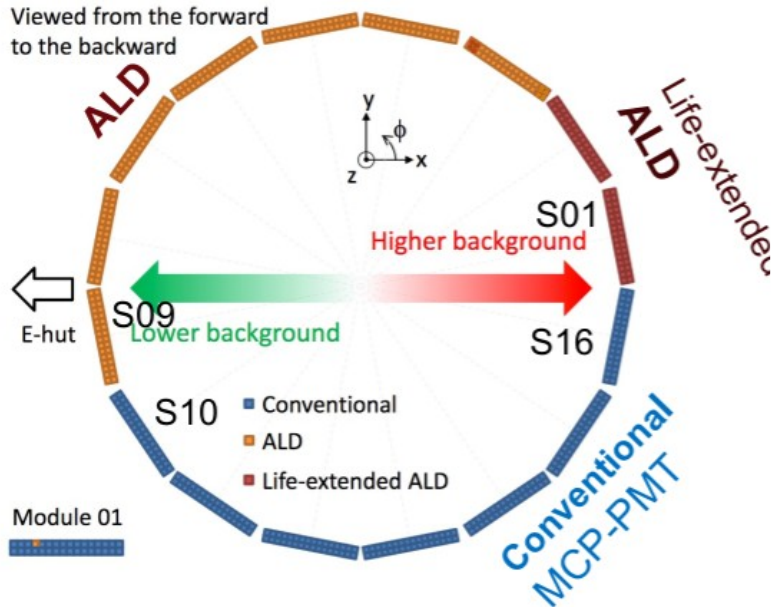 Viewed from the forward
to the backward
ALD
Life-extended
ALD
y
ϕ
x
z
S01
Higher background
S09
Lower background
E-hut
S16
S10
Conventional
ALD
Life-extended ALD
Module 01
Conventional
MCP-PMT